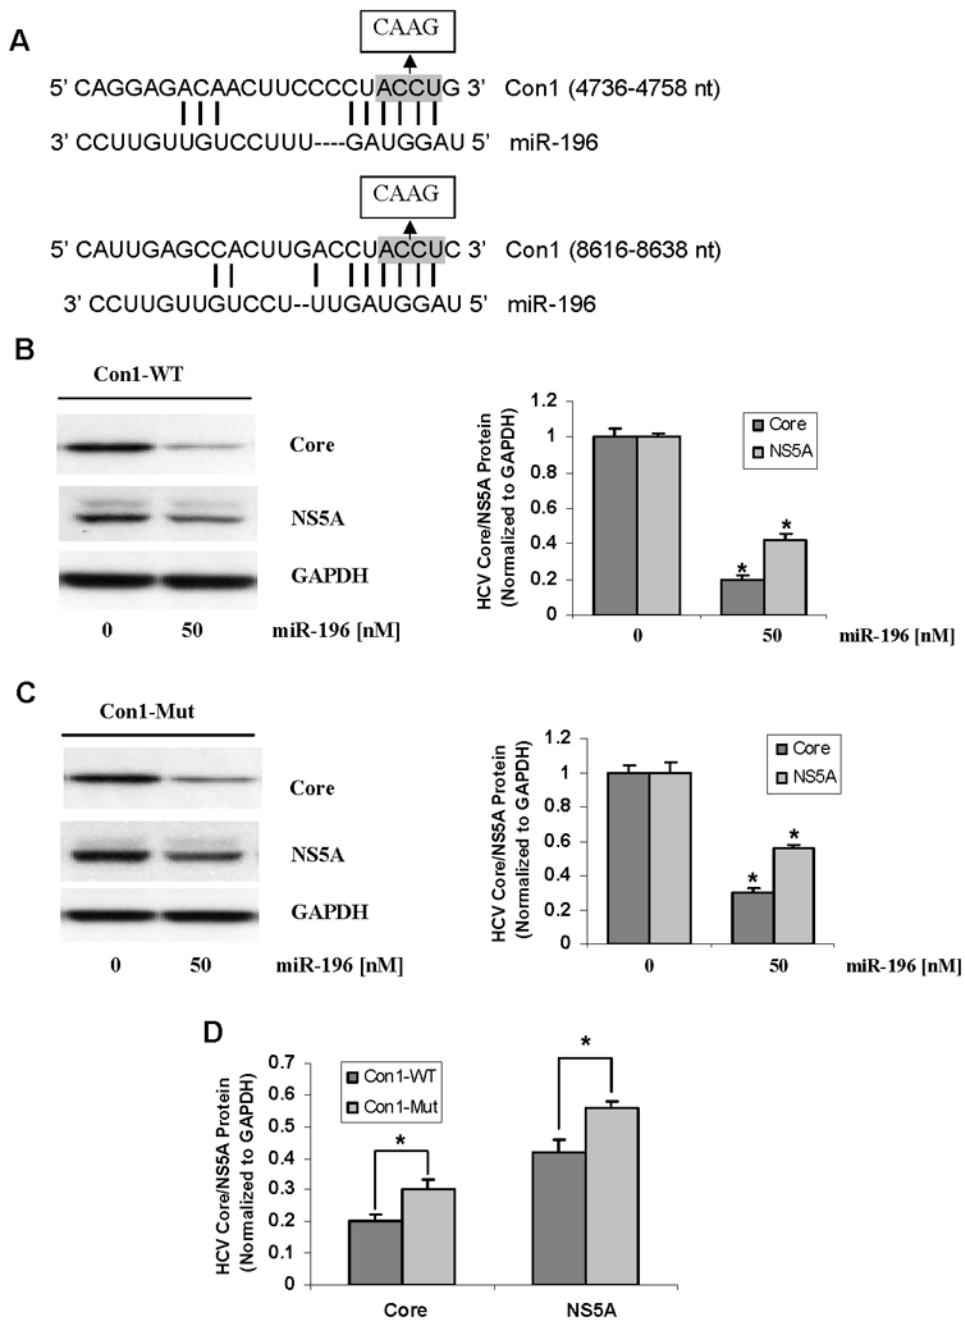 A
CAAG
5' CAGGAGACAACUUCCCCUACCUG 3' Con1 (4736-4758 nt)
3' CCUUGUUGUCCUUU----GAUGGAU 5' miR-196
CAAG
5' CAUUGAGCCACUUGACCUACCUC 3' Con1 (8616-8638 nt)
3' CCUUGUUGUCCU--UUGAUGGAU 5' miR-196
B
Con1-WT
Core
NS5A
GAPDH
0 50 miR-196 [nM]
HCV Core/NS5A Protein
(Normalized to GAPDH)
1.2
1
0.8
0.6
0.4
0.2
0
Core
NS5A
*
*
0 50 miR-196 [nM]
C
Con1-Mut
Core
NS5A
GAPDH
0 50 miR-196 [nM]
HCV Core/NS5A Protein
(Normalized to GAPDH)
1.2
1
0.8
0.6
0.4
0.2
0
Core
NS5A
*
*
0 50 miR-196 [nM]
D
HCV Core/NS5A Protein
(Normalized to GAPDH)
0.7
0.6
0.5
0.4
0.3
0.2
0.1
0
Con1-WT
Con1-Mut
*
*
Core NS5A